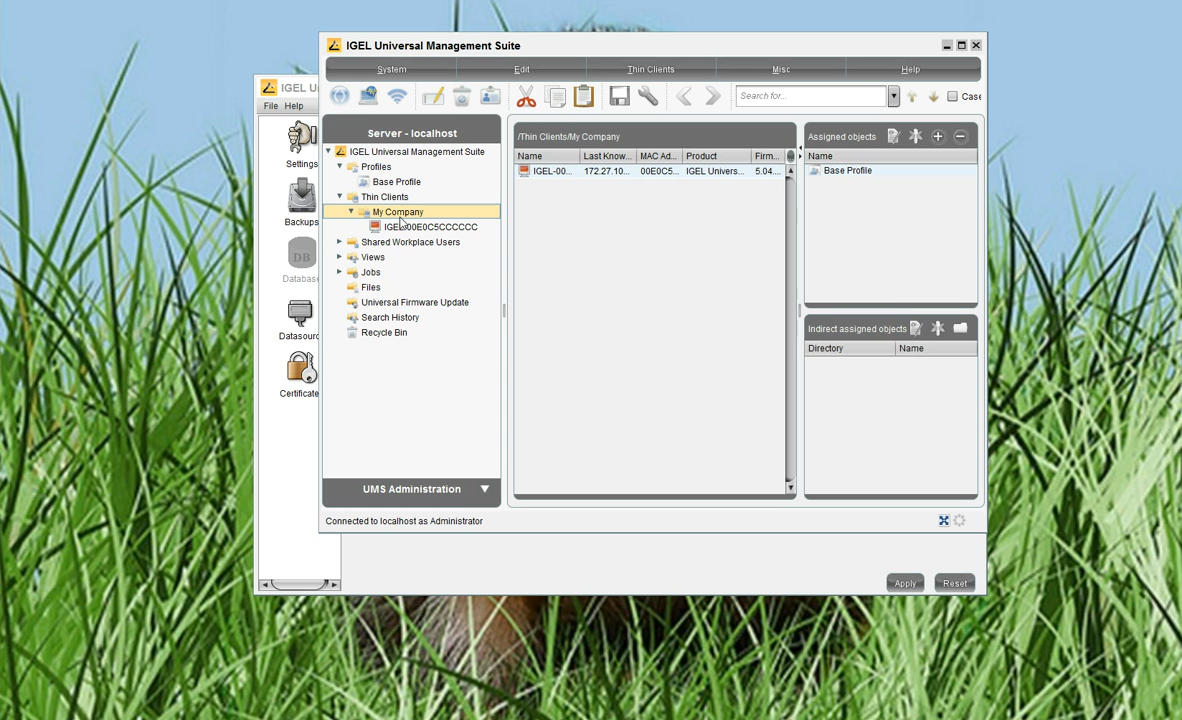 IGEL Universal Management Suite
System Edit Thin Clients Misc Help
Search for... Case
IGEL U
File Help
Settings
Backups
DB
Databas
Datasourc
Certificate
Server - localhost
IGEL Universal Management Suite
Profiles
Base Profile
Thin Clients
My Company
IGEL-00E0C5CCCCCC
Shared Workplace Users
Views
Jobs
Files
Universal Firmware Update
Search History
Recycle Bin
UMS Administration
/Thin Clients/My Company
Name Last Know... MAC Ad... Product Firm...
IGEL-00... 172.27.10... 00E0C5... IGEL Univers... 5.04....
Assigned objects
Name
Base Profile
Indirect assigned objects
Directory Name
Connected to localhost as Administrator
Apply Reset